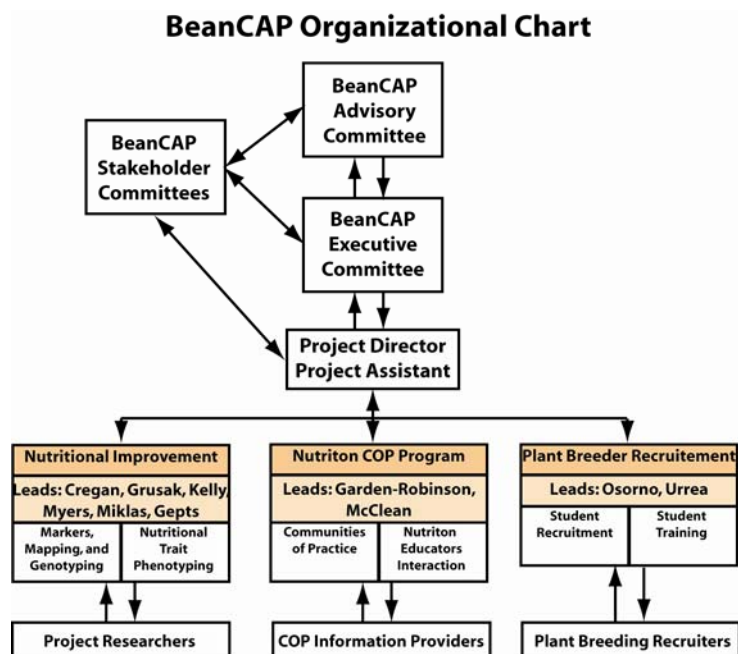 BeanCAP Organizational Chart
BeanCAP
Advisory
Committee
BeanCAP
Stakeholder
Committees
BeanCAP
Executive
Committee
Project Director
Project Assistant
Nutritional Improvement
Leads: Cregan, Grusak, Kelly,
Myers, Miklas, Gepts
Markers,
Mapping, and
Genotyping
Nutritional
Trait
Phenotyping
Project Researchers
Nutriton COP Program
Leads: Garden-Robinson,
McClean
Communities
of Practice
Nutriton
Educators
Interaction
COP Information Providers
Plant Breeder Recruitement
Leads: Osorno, Urrea
Student
Recruitment
Student
Training
Plant Breeding Recruiters